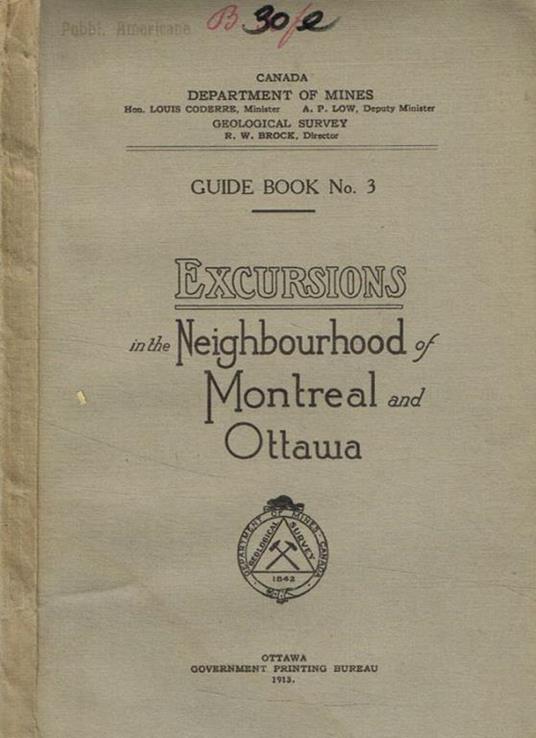 B 30 e
Pubbl. Americane
CANADA
DEPARTMENT OF MINES
Hon. LOUIS CODERRE, Minister A. P. LOW, Deputy Minister
GEOLOGICAL SURVEY
R. W. BROCK, Director
GUIDE BOOK No. 3
EXCURSIONS
in the Neighbourhood of
Montreal and
Ottawa
DEPARTMENT OF MINES · CANADA
GEOLOGICAL SURVEY
1842
OTTAWA
GOVERNMENT PRINTING BUREAU
1913.